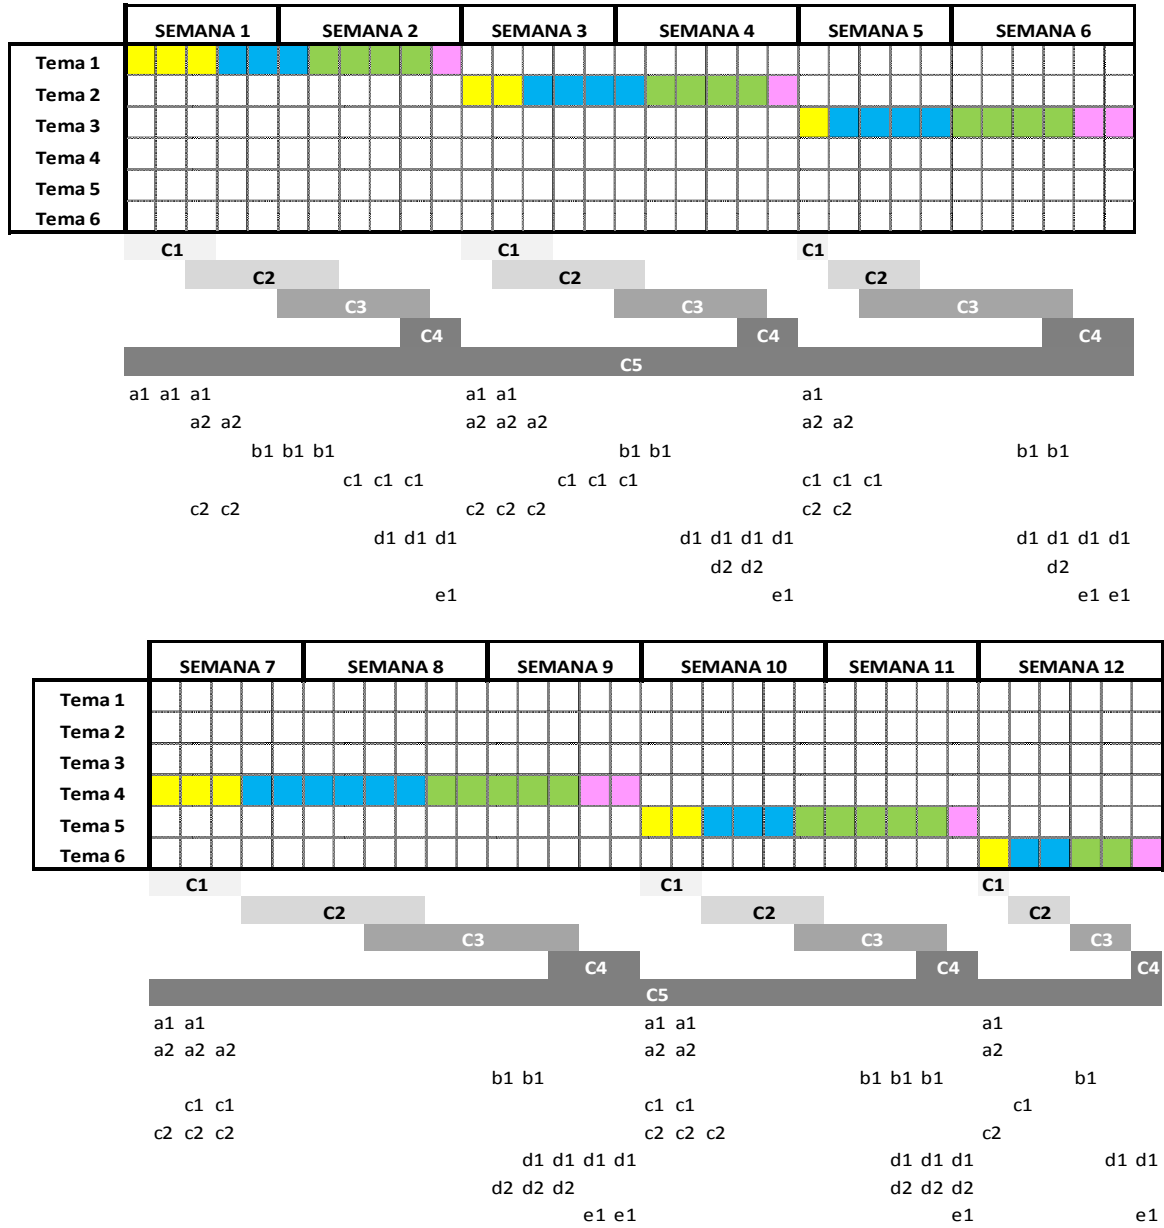 SEMANA 1 SEMANA 2 SEMANA 3 SEMANA 4 SEMANA 5 SEMANA 6
Tema 1
Tema 2
Tema 3
Tema 4
Tema 5
Tema 6
C1 C1 C1
C2 C2 C2
C3 C3 C3
C4 C4 C4
C5
a1 a1 a1 a1 a1 a1
a2 a2 a2 a2 a2 a2 a2
b1 b1 b1 b1 b1 b1 b1
c1 c1 c1 c1 c1 c1 c1 c1 c1
c2 c2 c2 c2 c2 c2 c2
d1 d1 d1 d1 d1 d1 d1 d1 d1 d1 d1
d2 d2 d2
e1 e1 e1 e1
SEMANA 7 SEMANA 8 SEMANA 9 SEMANA 10 SEMANA 11 SEMANA 12
Tema 1
Tema 2
Tema 3
Tema 4
Tema 5
Tema 6
C1 C1 C1
C2 C2 C2
C3 C3 C3
C4 C4 C4
C5
a1 a1 a1 a1 a1
a2 a2 a2 a2 a2 a2
b1 b1 b1 b1 b1 b1
c1 c1 c1 c1 c1
c2 c2 c2 c2 c2 c2 c2
d1 d1 d1 d1 d1 d1 d1 d1 d1
d2 d2 d2 d2 d2 d2
e1 e1 e1 e1